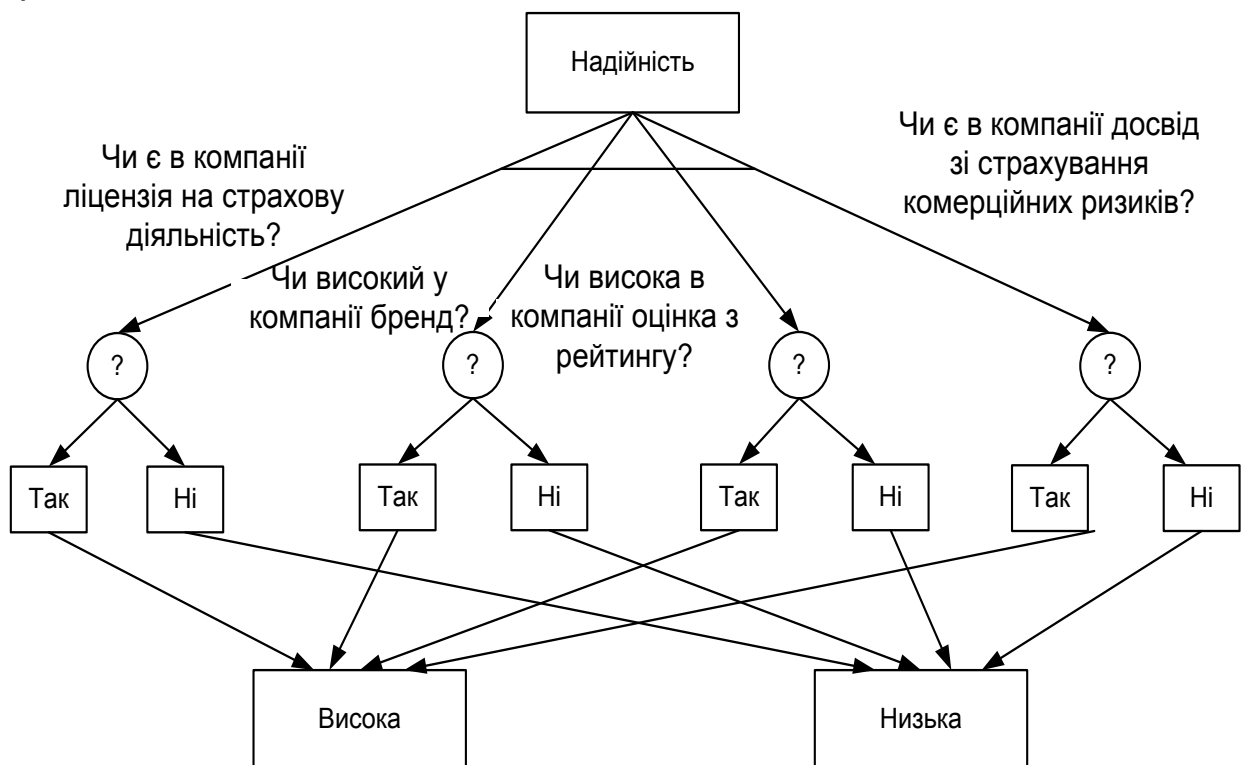 Надійність
Чи є в компанії
ліцензія на страхову
діяльність?
Чи високий у
компанії бренд?
Чи висока в
компанії оцінка з
рейтингу?
Чи є в компанії досвід
зі страхування
комерційних ризиків?
?
?
?
?
Так
Ні
Так
Ні
Так
Ні
Так
Ні
Висока
Низька